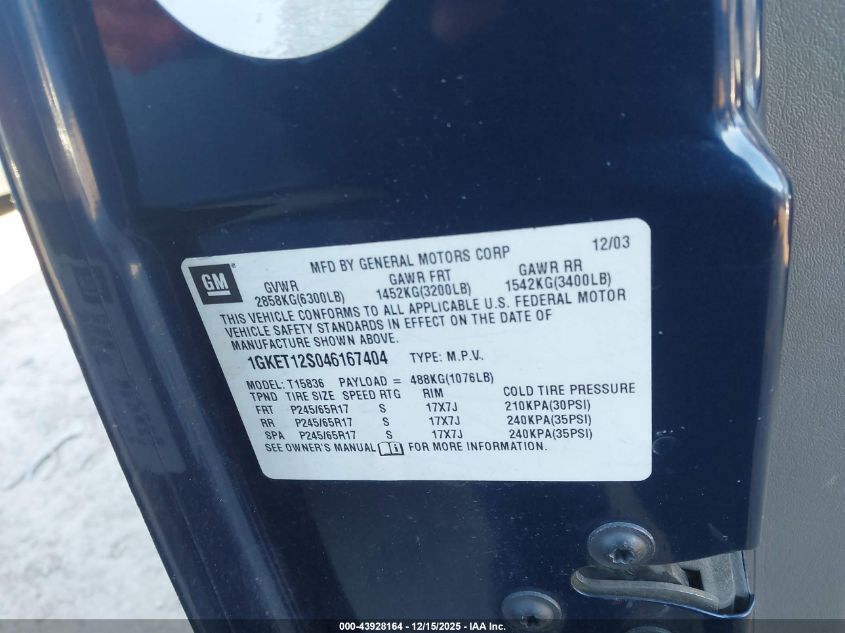 GM
MFD BY GENERAL MOTORS CORP 12/03
GVWR GAWR FRT GAWR RR
2858KG(6300LB) 1452KG(3200LB) 1542KG(3400LB)
THIS VEHICLE CONFORMS TO ALL APPLICABLE U.S. FEDERAL MOTOR
VEHICLE SAFETY STANDARDS IN EFFECT ON THE DATE OF
MANUFACTURE SHOWN ABOVE.
1GKET12S046167404 TYPE: M.P.V.
MODEL: T15836 PAYLOAD = 488KG(1076LB)
TPND TIRE SIZE SPEED RTG RIM COLD TIRE PRESSURE
FRT P245/65R17 S 17X7J 210KPA(30PSI)
RR P245/65R17 S 17X7J 240KPA(35PSI)
SPA P245/65R17 S 17X7J 240KPA(35PSI)
SEE OWNER'S MANUAL FOR MORE INFORMATION.
000-43928164 - 12/15/2025 - IAA Inc.